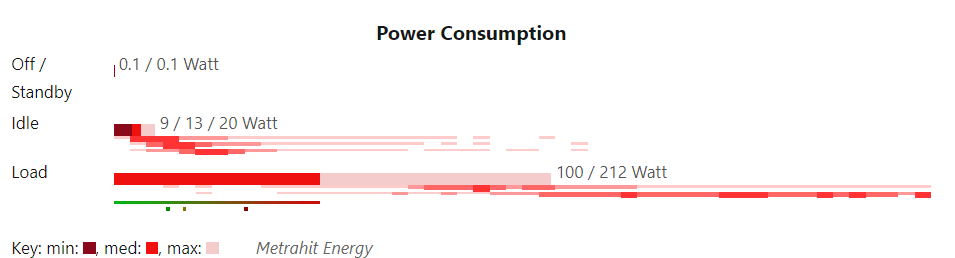 Power Consumption
Off /
Standby
0.1 / 0.1 Watt
Idle
9 / 13 / 20 Watt
Load
100 / 212 Watt
Key: min: , med: , max: Metrahit Energy